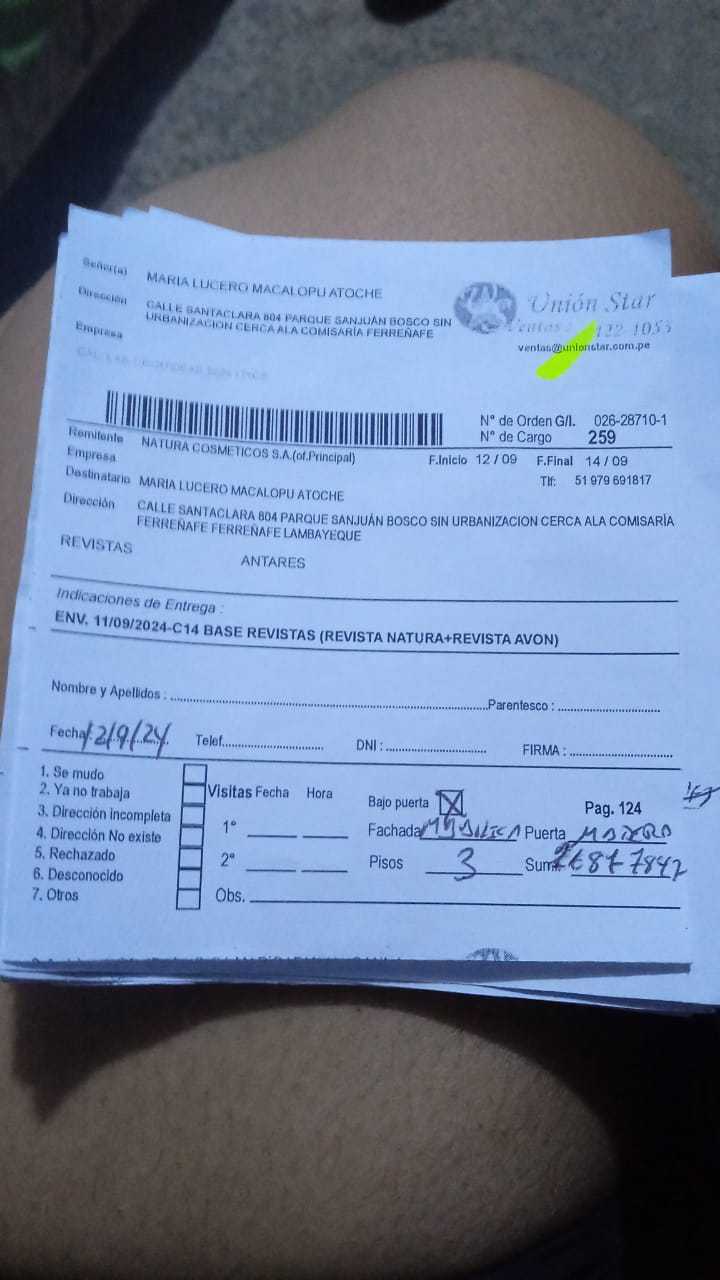 Señor(a) MARIA LUCERO MACALOPU ATOCHE
Dirección CALLE SANTACLARA 804 PARQUE SANJUÁN BOSCO SIN
URBANIZACION CERCA ALA COMISARÍA FERREÑAFE
Empresa
Unión Star
ventas@unionstar.com.pe
N° de Orden G/I. 026-28710-1
N° de Cargo 259
Remitente NATURA COSMETICOS S.A.(of.Principal)
Empresa
F.Inicio 12 / 09 F.Final 14 / 09
Tlf: 51 979 691817
Destinatario MARIA LUCERO MACALOPU ATOCHE
Dirección CALLE SANTACLARA 804 PARQUE SANJUÁN BOSCO SIN URBANIZACION CERCA ALA COMISARÍA
FERREÑAFE FERREÑAFE LAMBAYEQUE
REVISTAS ANTARES
Indicaciones de Entrega :
ENV. 11/09/2024-C14 BASE REVISTAS (REVISTA NATURA+REVISTA AVON)
Nombre y Apellidos : Parentesco :
Fecha: 12/9/24 Telef. DNI : FIRMA :
1. Se mudo
2. Ya no trabaja
3. Dirección incompleta
4. Dirección No existe
5. Rechazado
6. Desconocido
7. Otros
Visitas Fecha Hora
1°
2°
Obs.
Bajo puerta X Pag. 124
Fachada Puerta
Pisos 3 Sum.